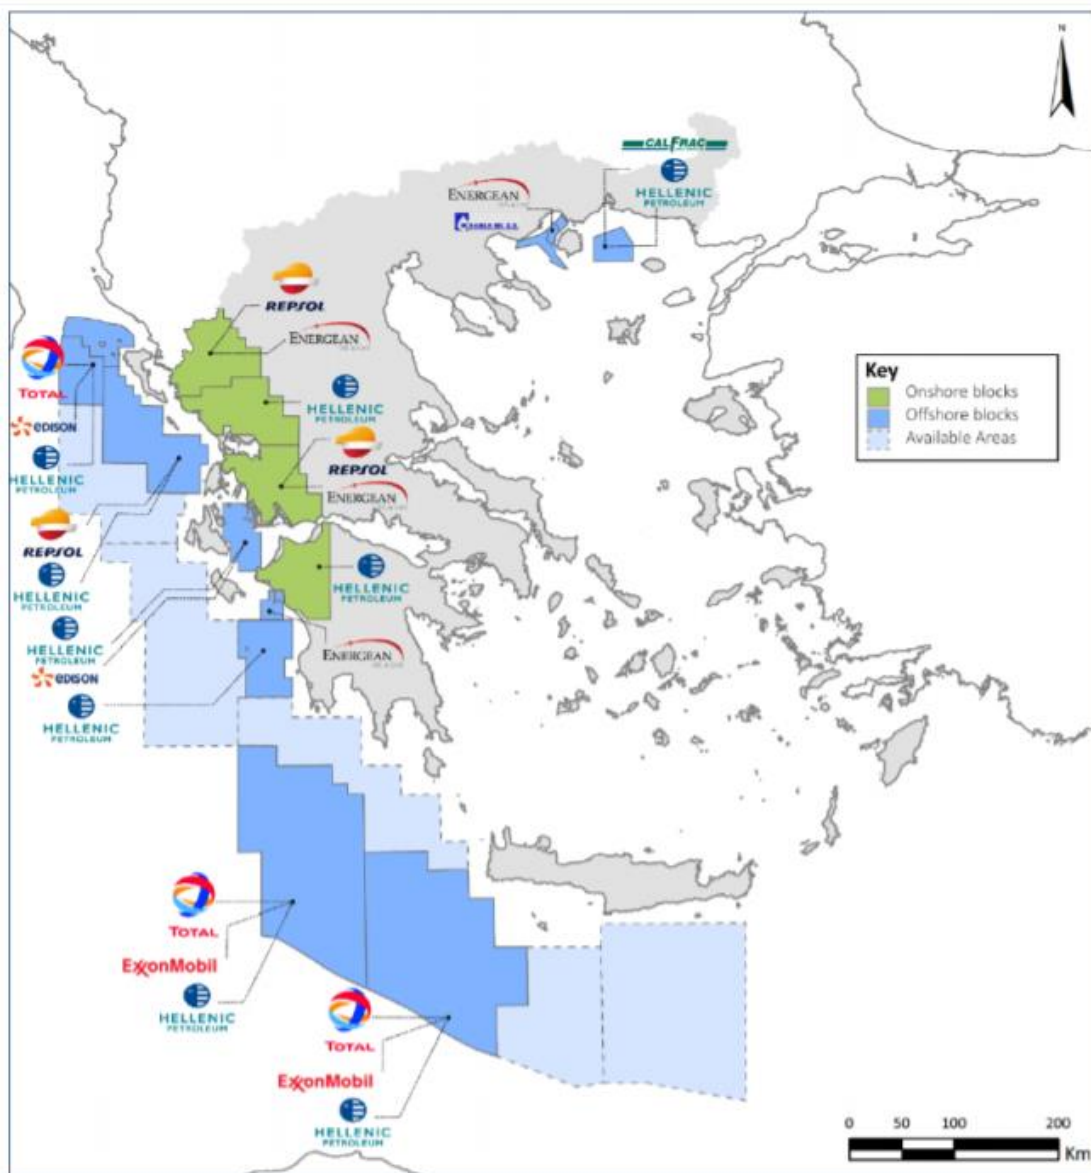 N
CALFRAC
HELLENIC
PETROLEUM
ENERGEAN
REPSOL
ENERGEAN
HELLENIC
PETROLEUM
REPSOL
ENERGEAN
HELLENIC
PETROLEUM
ENERGEAN
TOTAL
eDISON
HELLENIC
PETROLEUM
REPSOL
HELLENIC
PETROLEUM
HELLENIC
PETROLEUM
eDISON
HELLENIC
PETROLEUM
TOTAL
ExxonMobil
HELLENIC
PETROLEUM
TOTAL
ExxonMobil
HELLENIC
PETROLEUM
Key
Onshore blocks
Offshore blocks
Available Areas
0 50 100 200
Km